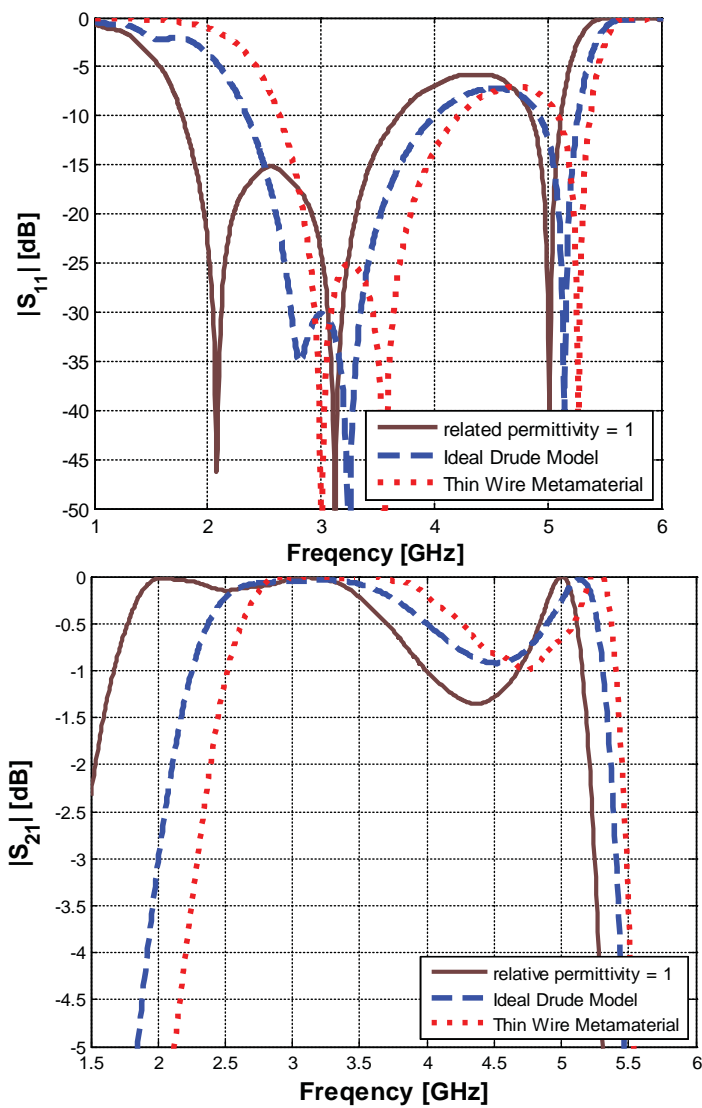 0
-5
-10
-15
-20
-25
-30
-35
-40
-45
-50
|S11| [dB]
related permittivity = 1
Ideal Drude Model
Thin Wire Metamaterial
1 2 3 4 5 6
Freqency [GHz]
0
-0.5
-1
-1.5
-2
-2.5
-3
-3.5
-4
-4.5
-5
|S21| [dB]
relative permittivity = 1
Ideal Drude Model
Thin Wire Metamaterial
1.5 2 2.5 3 3.5 4 4.5 5 5.5 6
Freqency [GHz]